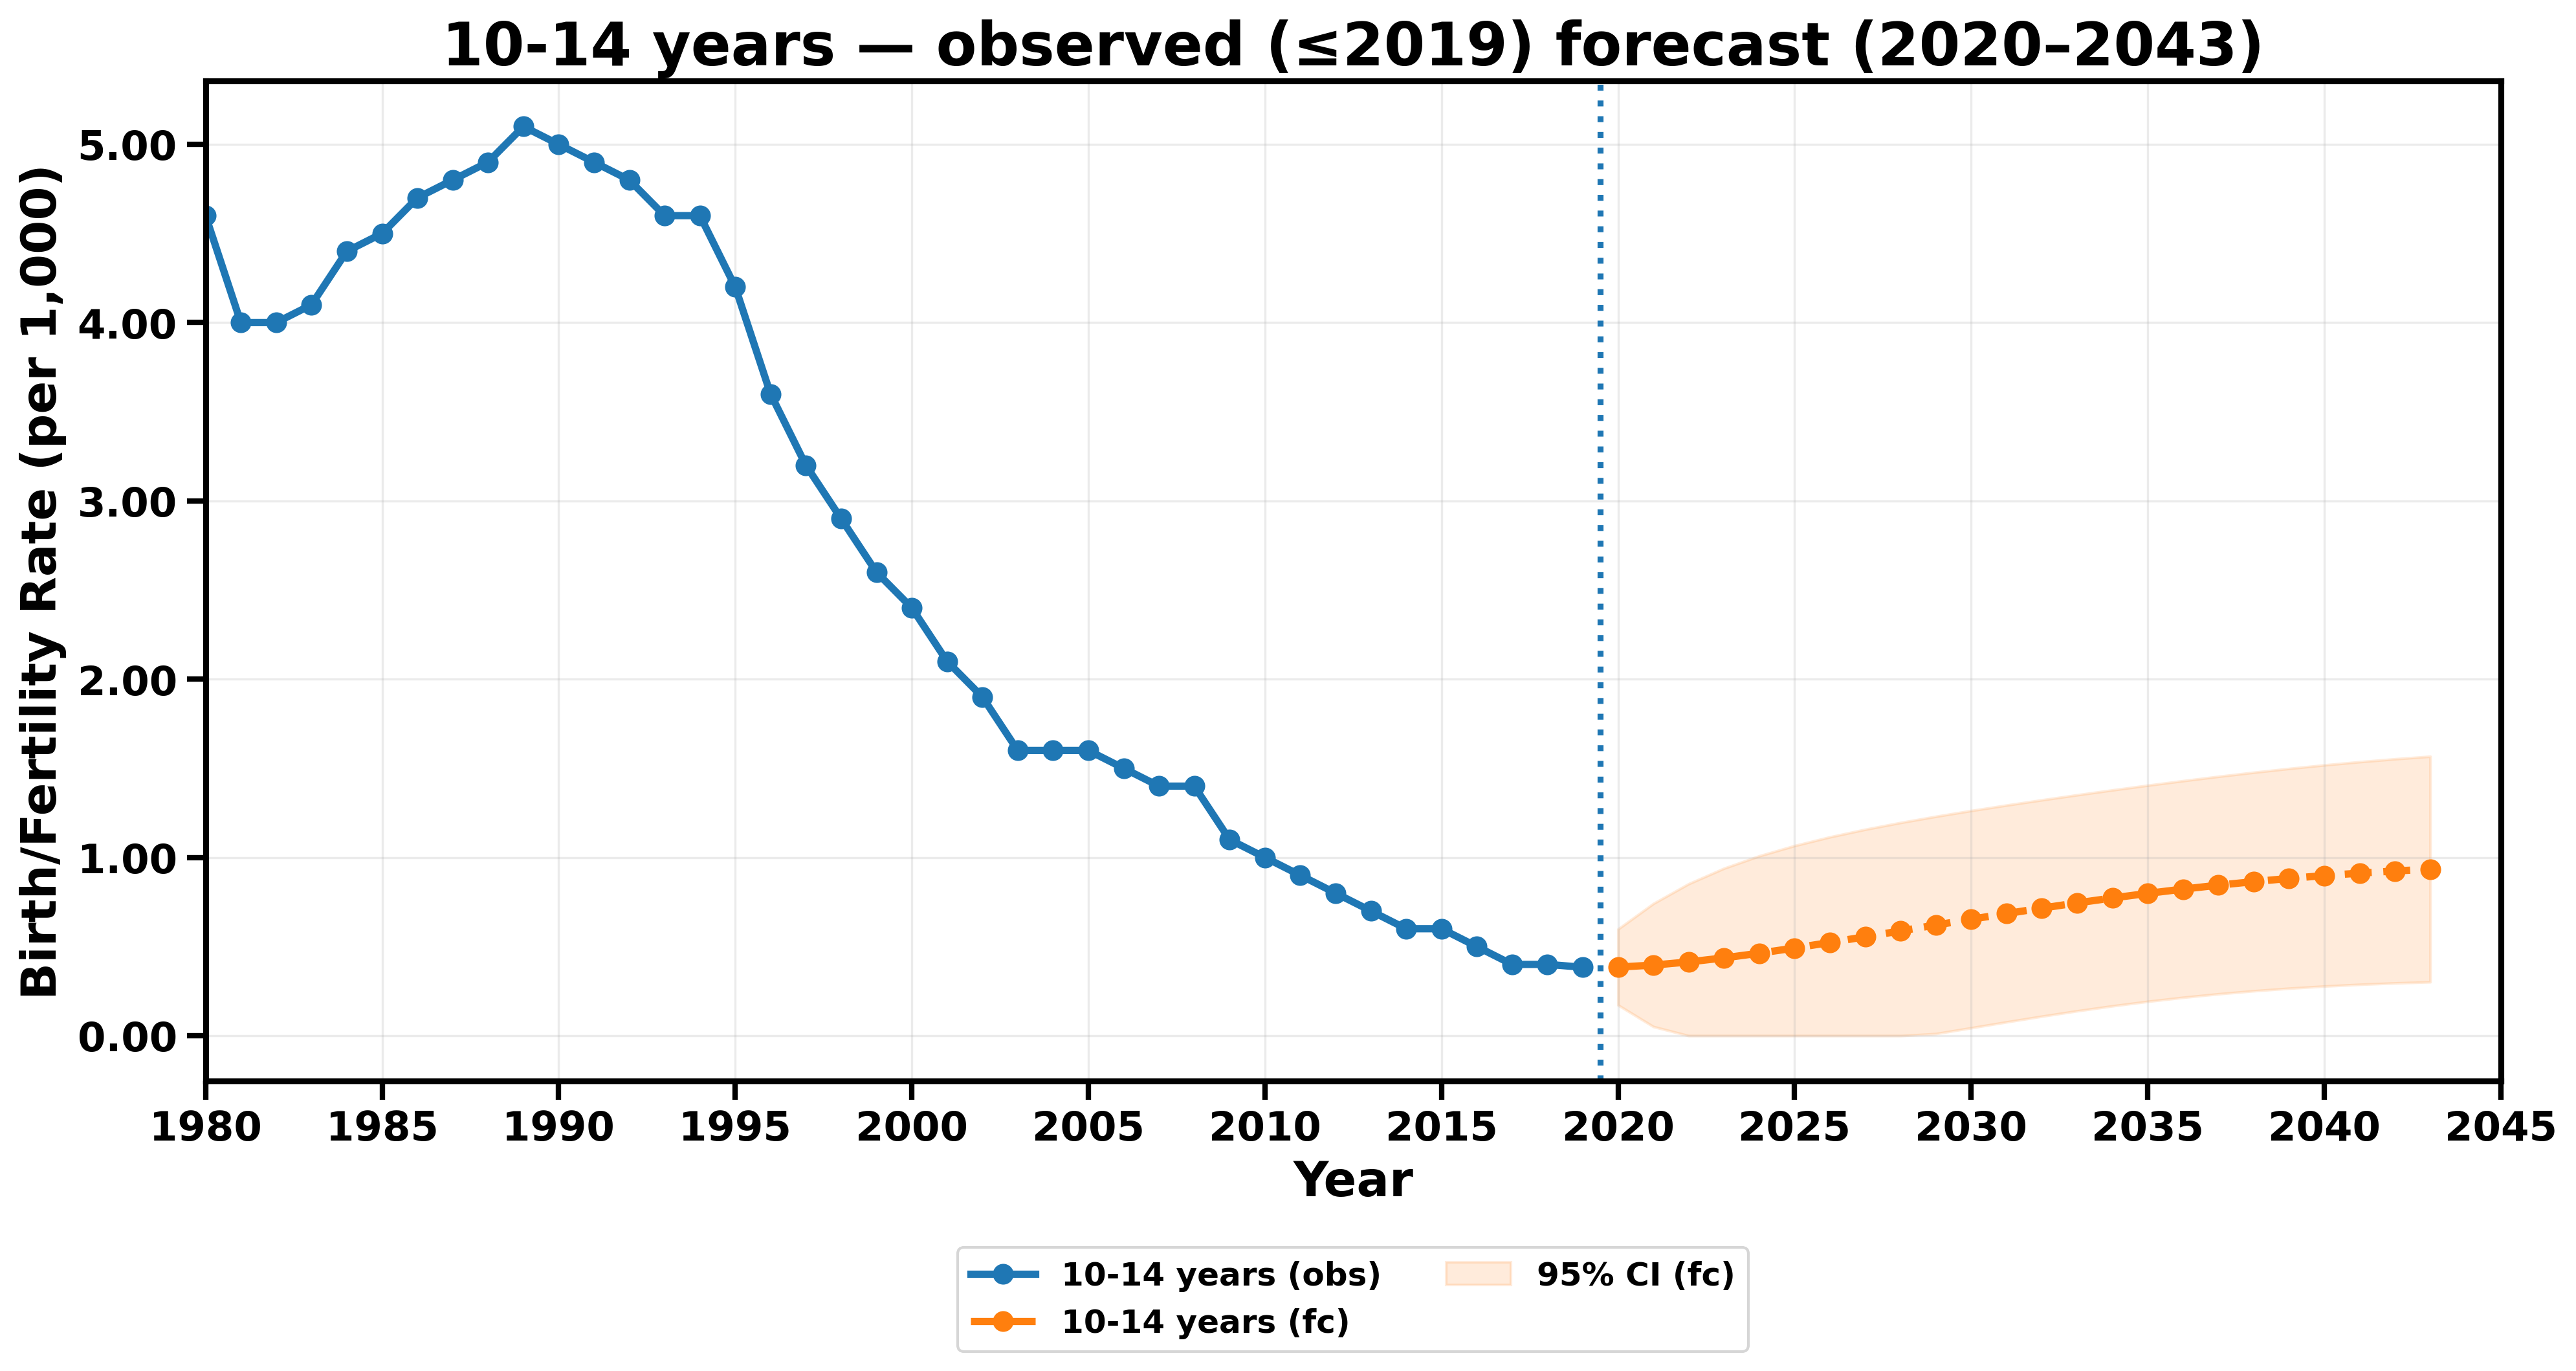 10-14 years — observed (≤2019) forecast (2020–2043)
Birth/Fertility Rate (per 1,000)
5.00
4.00
3.00
2.00
1.00
0.00
1980 1985 1990 1995 2000 2005 2010 2015 2020 2025 2030 2035 2040 2045
Year
10-14 years (obs) 95% CI (fc)
10-14 years (fc)